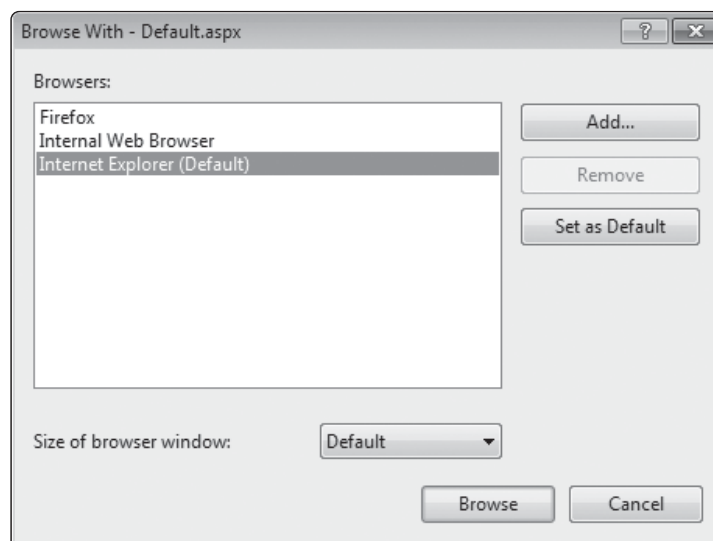 Browse With - Default.aspx
Browsers:
Firefox
Internal Web Browser
Internet Explorer (Default)
Add...
Remove
Set as Default
Size of browser window:
Default
Browse
Cancel